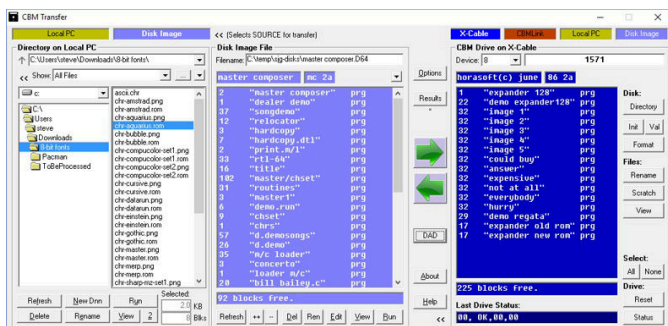 CBM Transfer
Local PC
Disk Image
<< (Selects SOURCE for transfer)
X-Cable
CBMLink
Local PC
Disk Image
Directory on Local PC
C:\Users\steve\Downloads\8-bit fonts\
<< Show: All Files
...
c:
C:\
Users
steve
Downloads
8-bit fonts
Pacman
ToBeProcessed
ascii.chr
chr-amstrad.png
chr-amstrad.rom
chr-aquarius.png
chr-aquarius.rom
chr-bubble.png
chr-bubble.rom
chr-compucolor-set1.png
chr-compucolor-set1.rom
chr-compucolor-set2.png
chr-compucolor-set2.rom
chr-cursive.png
chr-cursive.rom
chr-datarun.png
chr-datarun.rom
chr-einstein.png
chr-einstein.rom
chr-gothic.png
chr-gothic.rom
chr-master.png
chr-master.rom
chr-merp.png
chr-merp.rom
chr-sharp-mz-set1.png
Refresh
New Dnn
Run
Selected:
2.0 KB
Delete
Rename
View
2
8 Blks
Disk Image File
Filename: C:\temp\sjg-disks\master composer.D64
master composer
mc 2a
2 "master composer" prg
1 "dealer demo" prg
37 "songdemo" prg
12 "relocator" prg
3 "hardcopy" prg
7 "hardcopy.dtl" prg
7 "print.m/1" prg
33 "rtl-64" prg
16 "title" prg
102 "master/chset" prg
31 "routines" prg
3 "master1" prg
6 "demo.run" prg
9 "chset" prg
1 "chrs" prg
57 "d.demosongs" prg
26 "d.demo" prg
35 "m/c loader" prg
3 "concerto" prg
1 "loader m/c" prg
20 "bill bailey.c" prg
92 blocks free.
Refresh
++
--
Del
Ren
Edit
View
Run
Options
Results
DAD
About
Help
<<
CBM Drive on X-Cable
Device: 8
1571
horasoft(c) june
86 2a
1 "expander 128" prg
22 "demo expander128" prg
32 "image 1" prg
32 "image 2" prg
32 "image 3" prg
32 "image 4" prg
32 "image 5" prg
32 "could buy" prg
32 "answer" prg
32 "expensive" prg
32 "not at all" prg
32 "everybody" prg
32 "hurry" prg
29 "demo regata" prg
17 "expander old rom" prg
17 "expander new rom" prg
225 blocks free.
Last Drive Status:
00, OK,00,00
Disk:
Directory
Init
Val
Format
Files:
Rename
Scratch
View
Select:
All
None
Drive:
Reset
Status